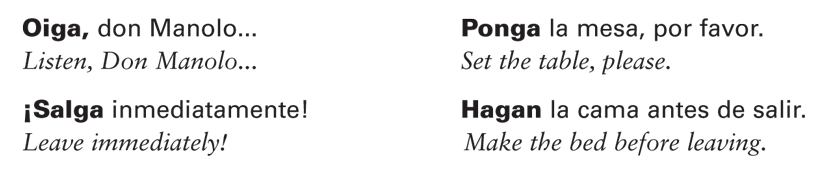 Oiga, don Manolo...
Listen, Don Manolo...
¡Salga inmediatamente!
Leave immediately!
Ponga la mesa, por favor.
Set the table, please.
Hagan la cama antes de salir.
Make the bed before leaving.